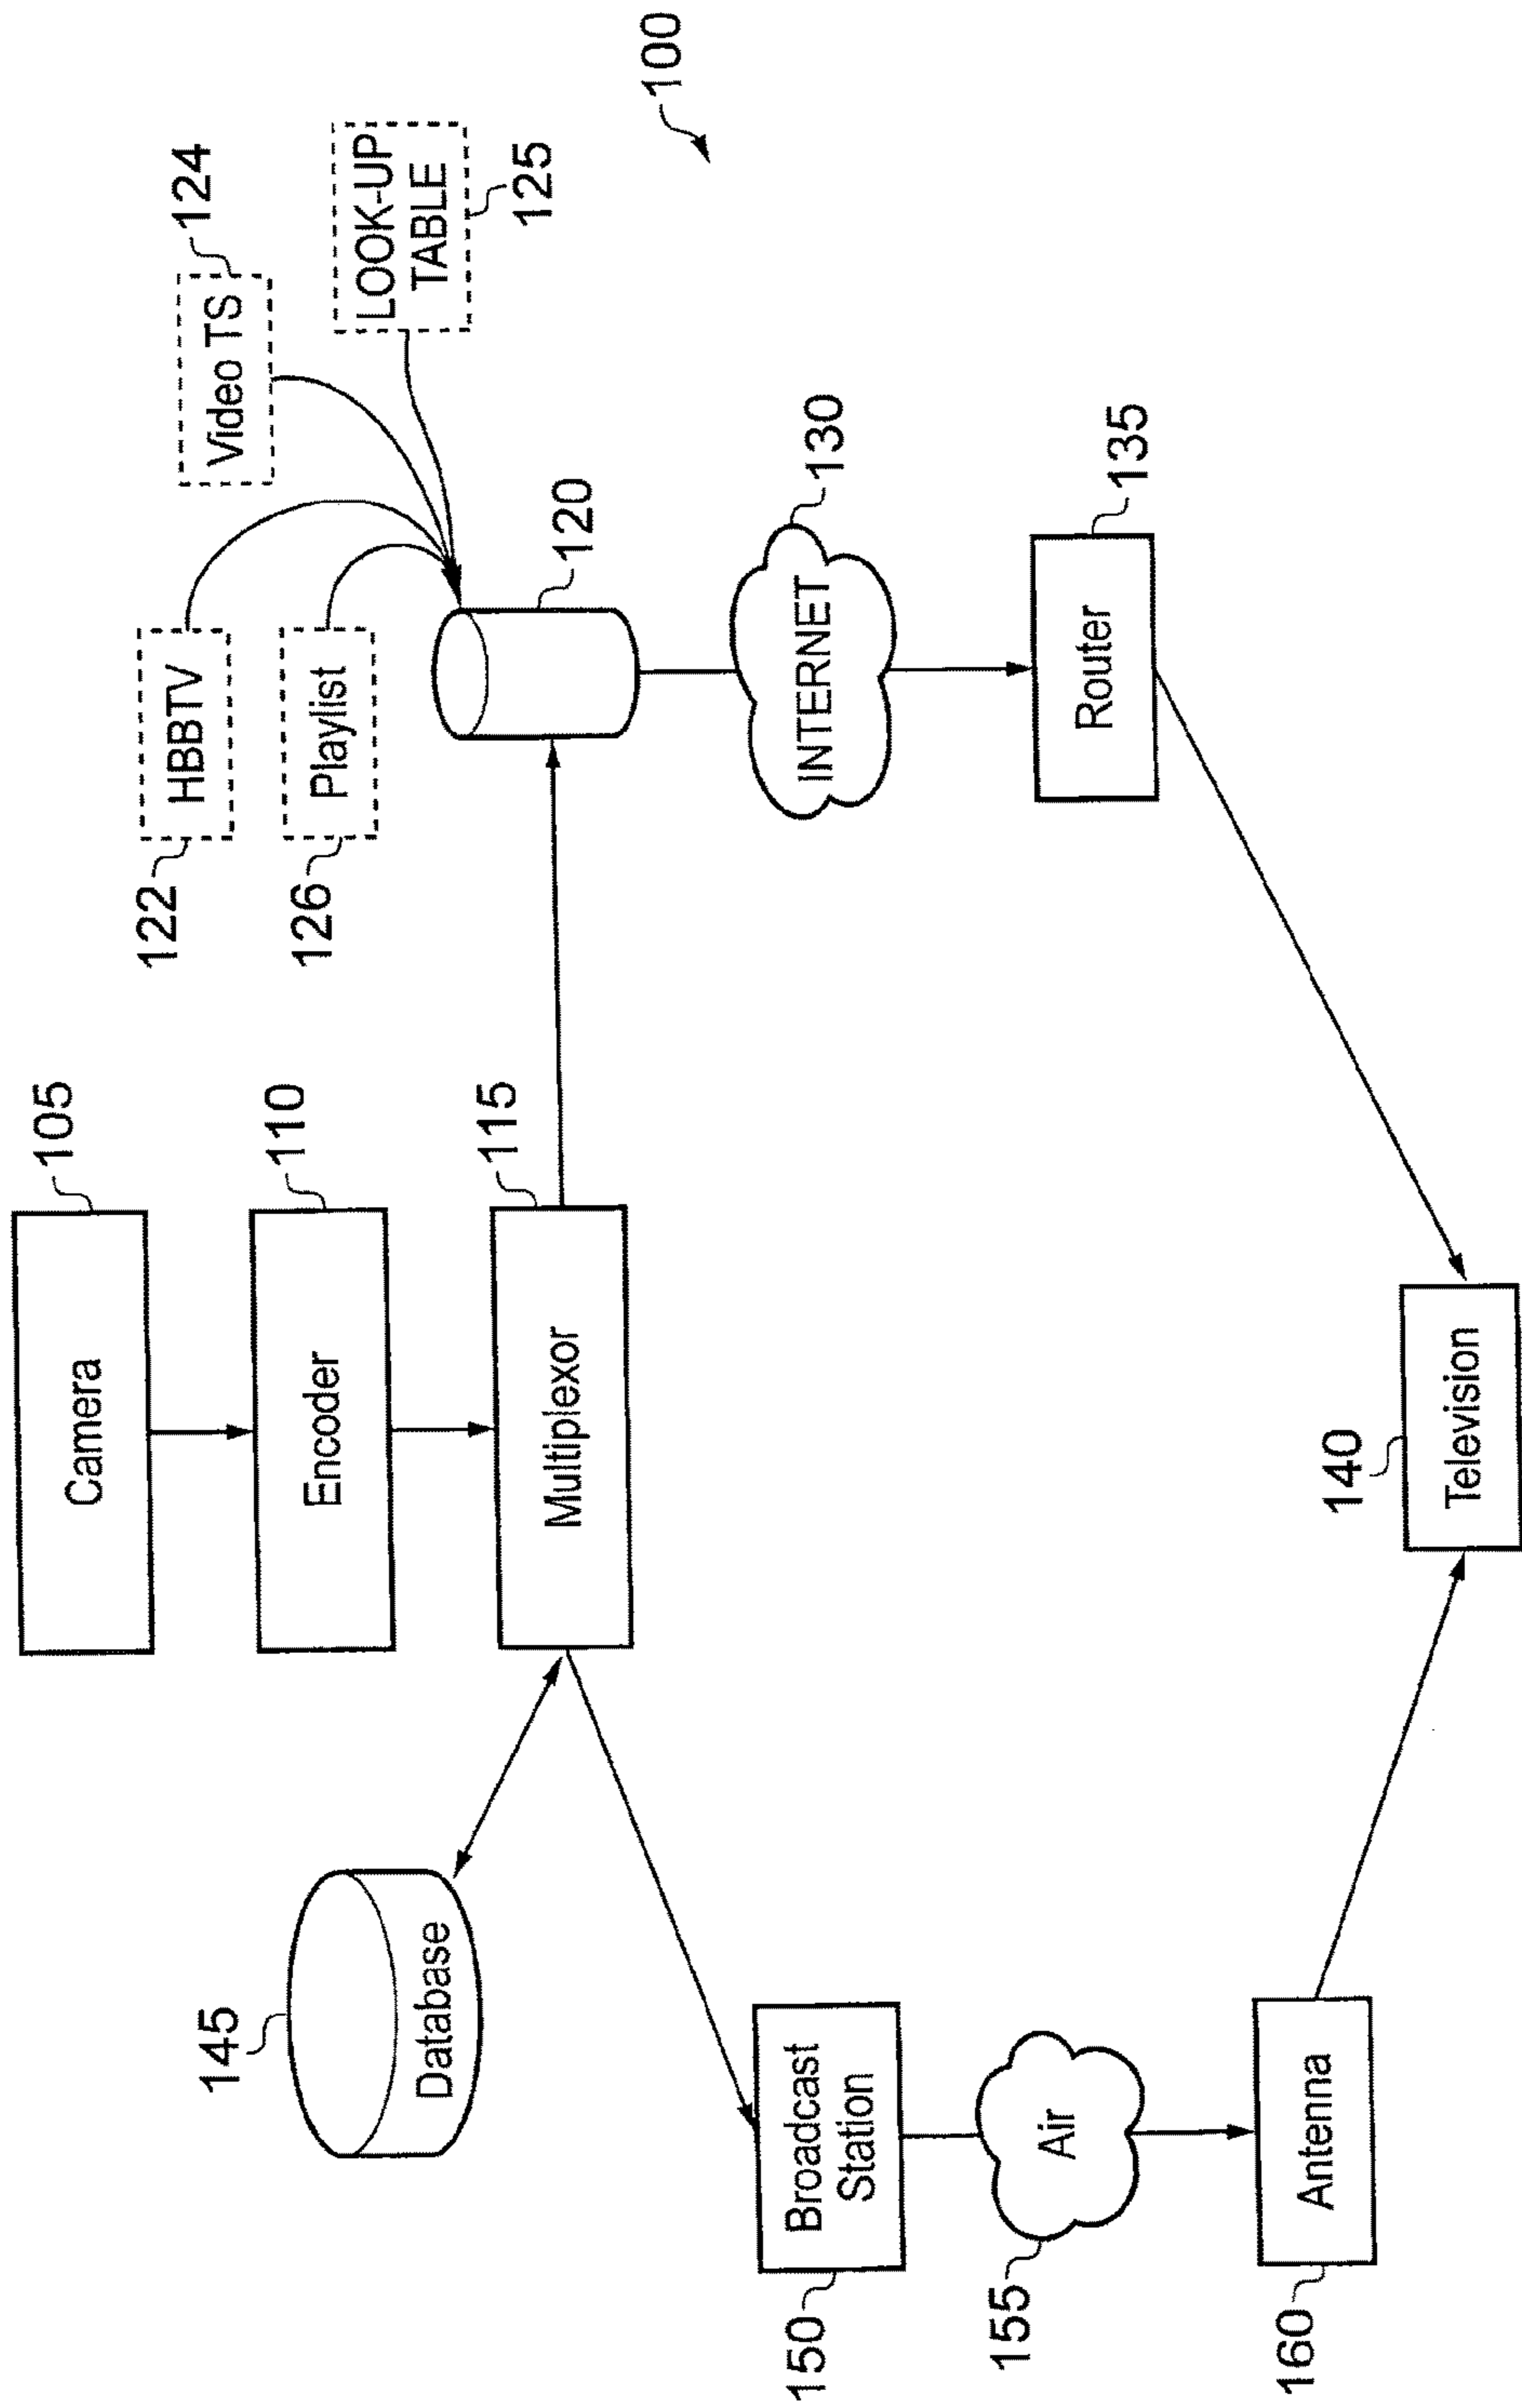 100
Camera
105
Encoder
110
Multiplexor
115
145
Database
122
HBBTV
126
Playlist
Video TS
124
LOOK-UP
TABLE
125
120
INTERNET
130
Router
135
150
Broadcast
Station
155
Air
160
Antenna
140
Television